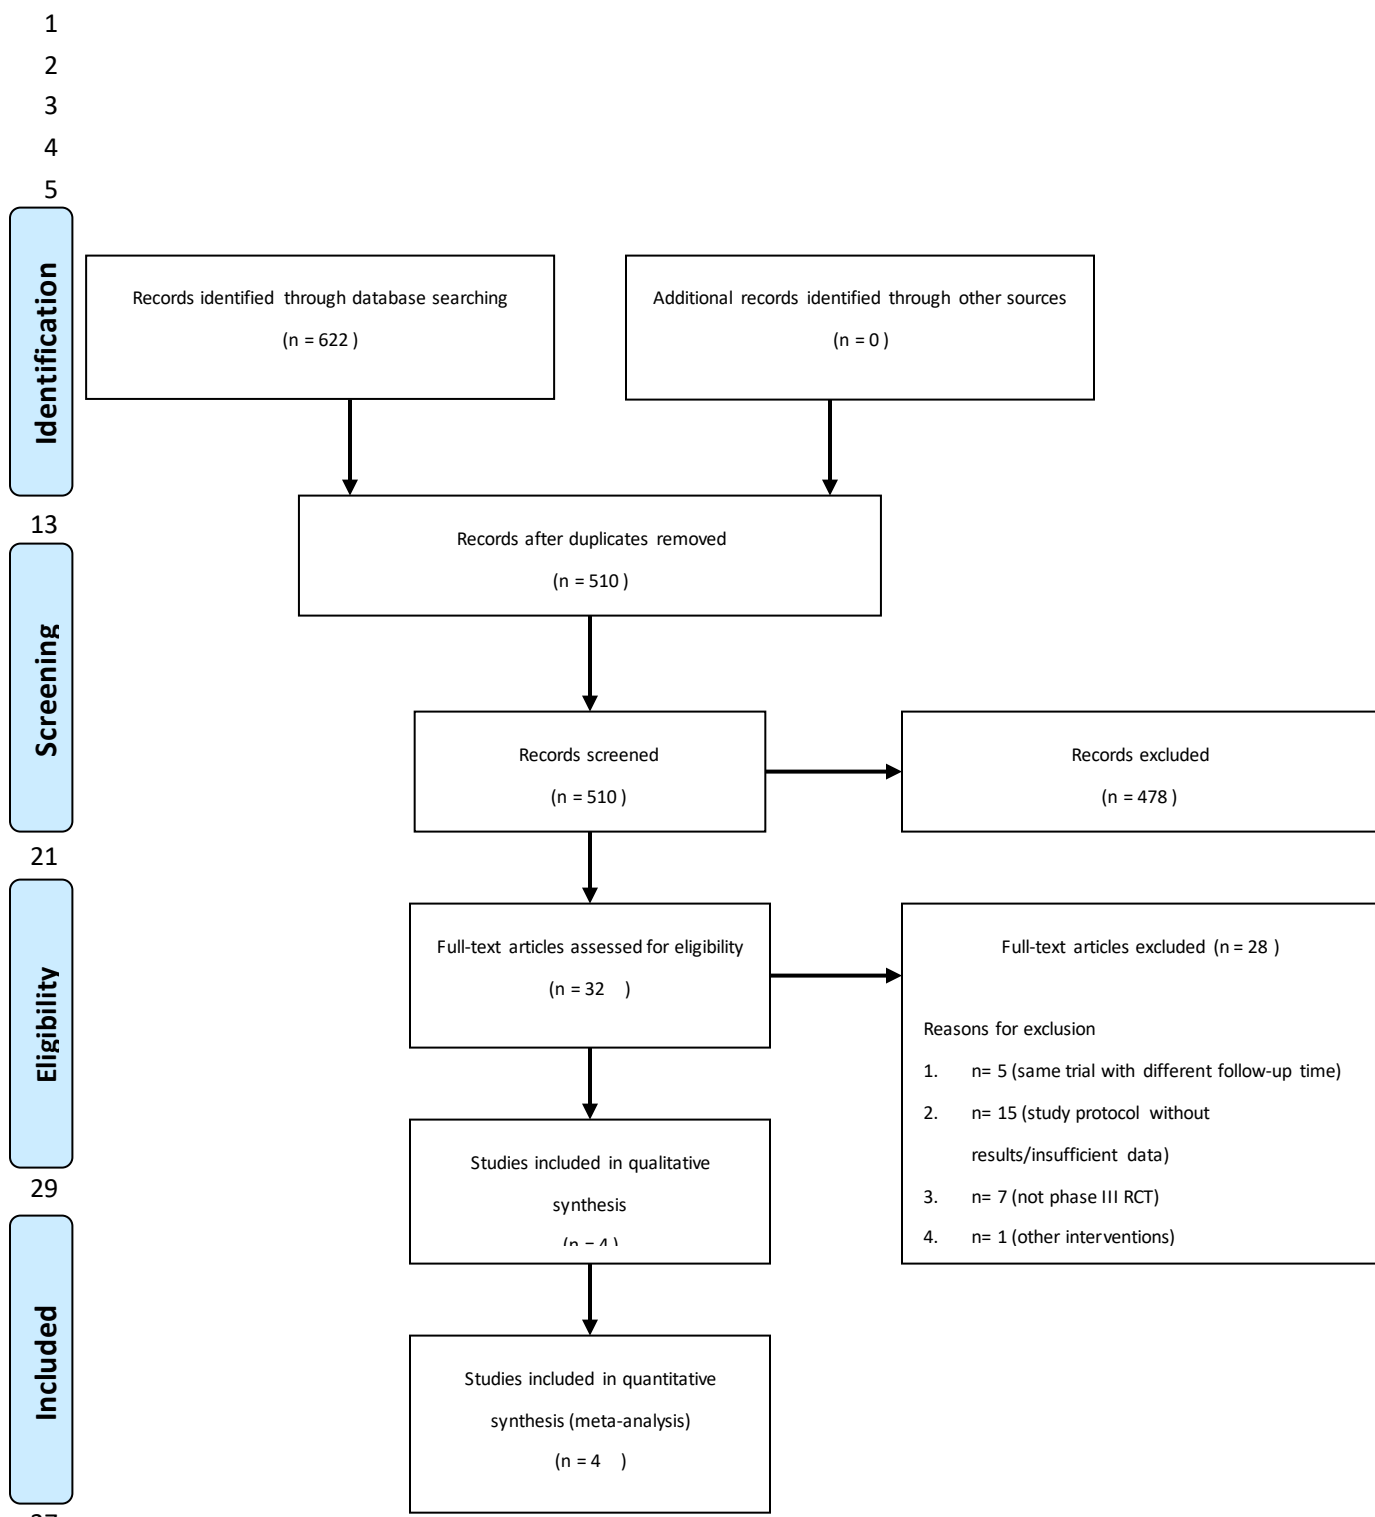 1
2
3
4
5
Identification
Records identified through database searching
(n = 622 )
Additional records identified through other sources
(n = 0 )
Records after duplicates removed
(n = 510 )
13
Screening
Records screened
(n = 510 )
Records excluded
(n = 478 )
21
Eligibility
Full-text articles assessed for eligibility
(n = 32 )
Full-text articles excluded (n = 28 )
Reasons for exclusion
1. n= 5 (same trial with different follow-up time)
2. n= 15 (study protocol without
results/insufficient data)
3. n= 7 (not phase III RCT)
4. n= 1 (other interventions)
Studies included in qualitative
synthesis
(n = 4 )
29
Included
Studies included in quantitative
synthesis (meta-analysis)
(n = 4 )